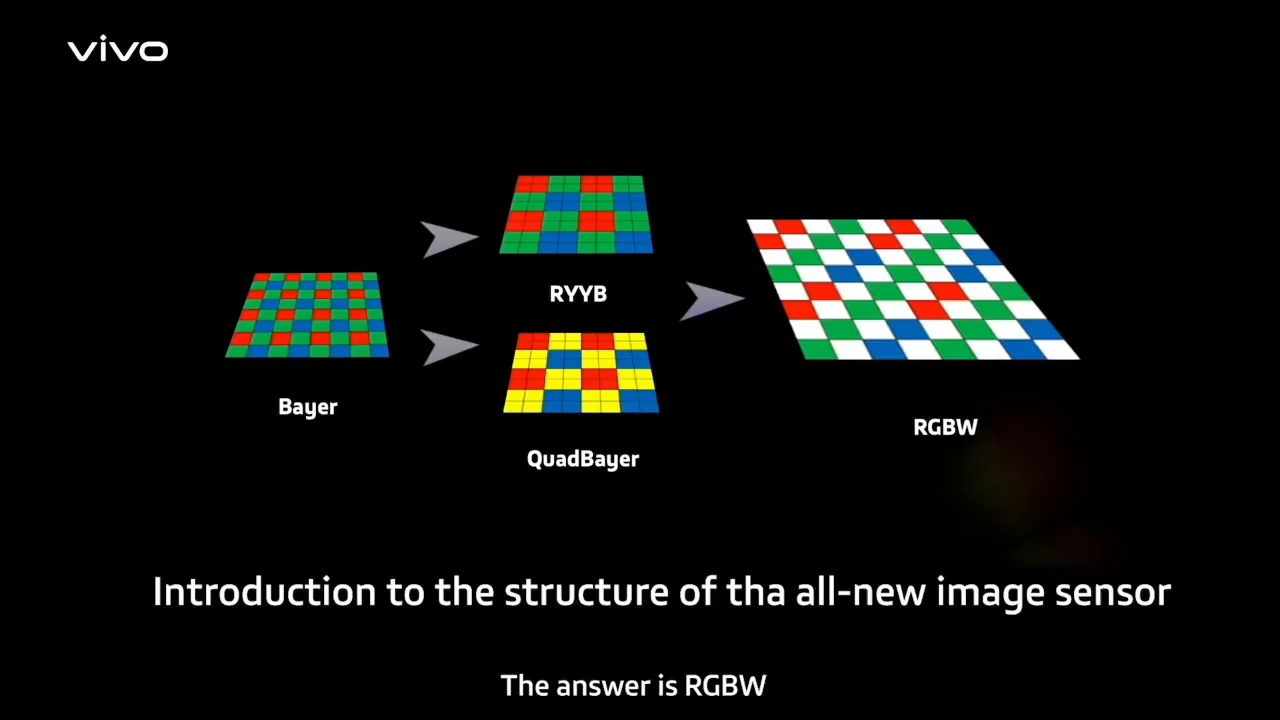 vivo
RYYB
Bayer
QuadBayer
RGBW
Introduction to the structure of tha all-new image sensor
The answer is RGBW